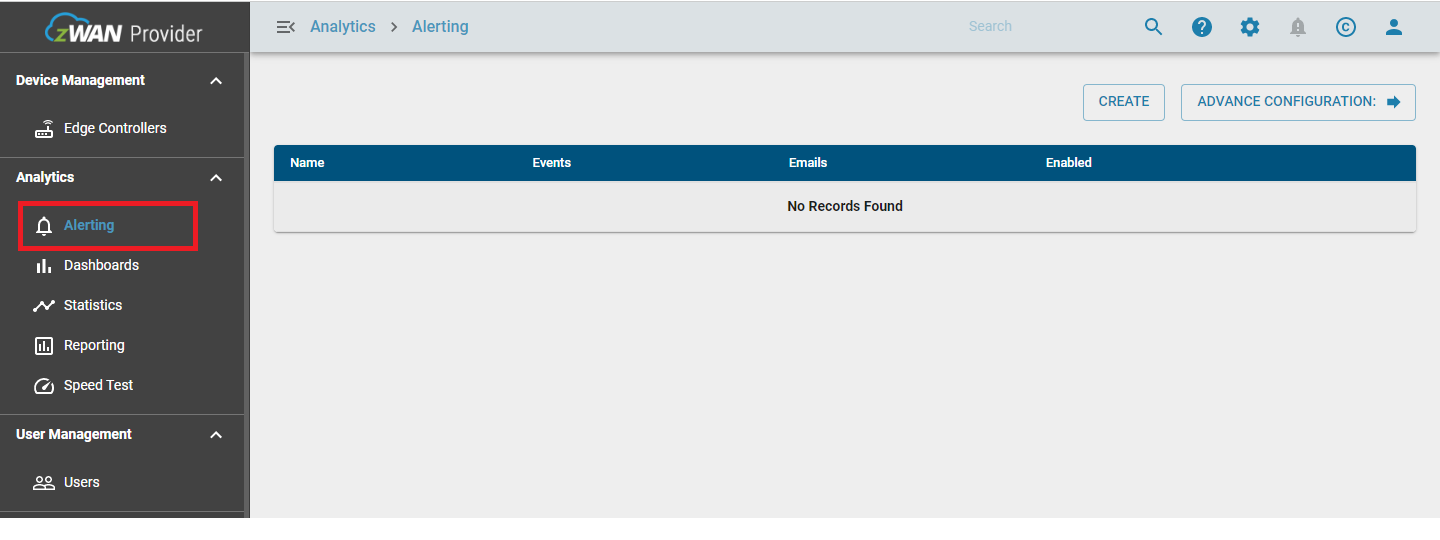 zWAN Provider
Analytics > Alerting
Search
Device Management
Edge Controllers
Analytics
Alerting
Dashboards
Statistics
Reporting
Speed Test
User Management
Users
CREATE
ADVANCE CONFIGURATION:
Name Events Emails Enabled
No Records Found